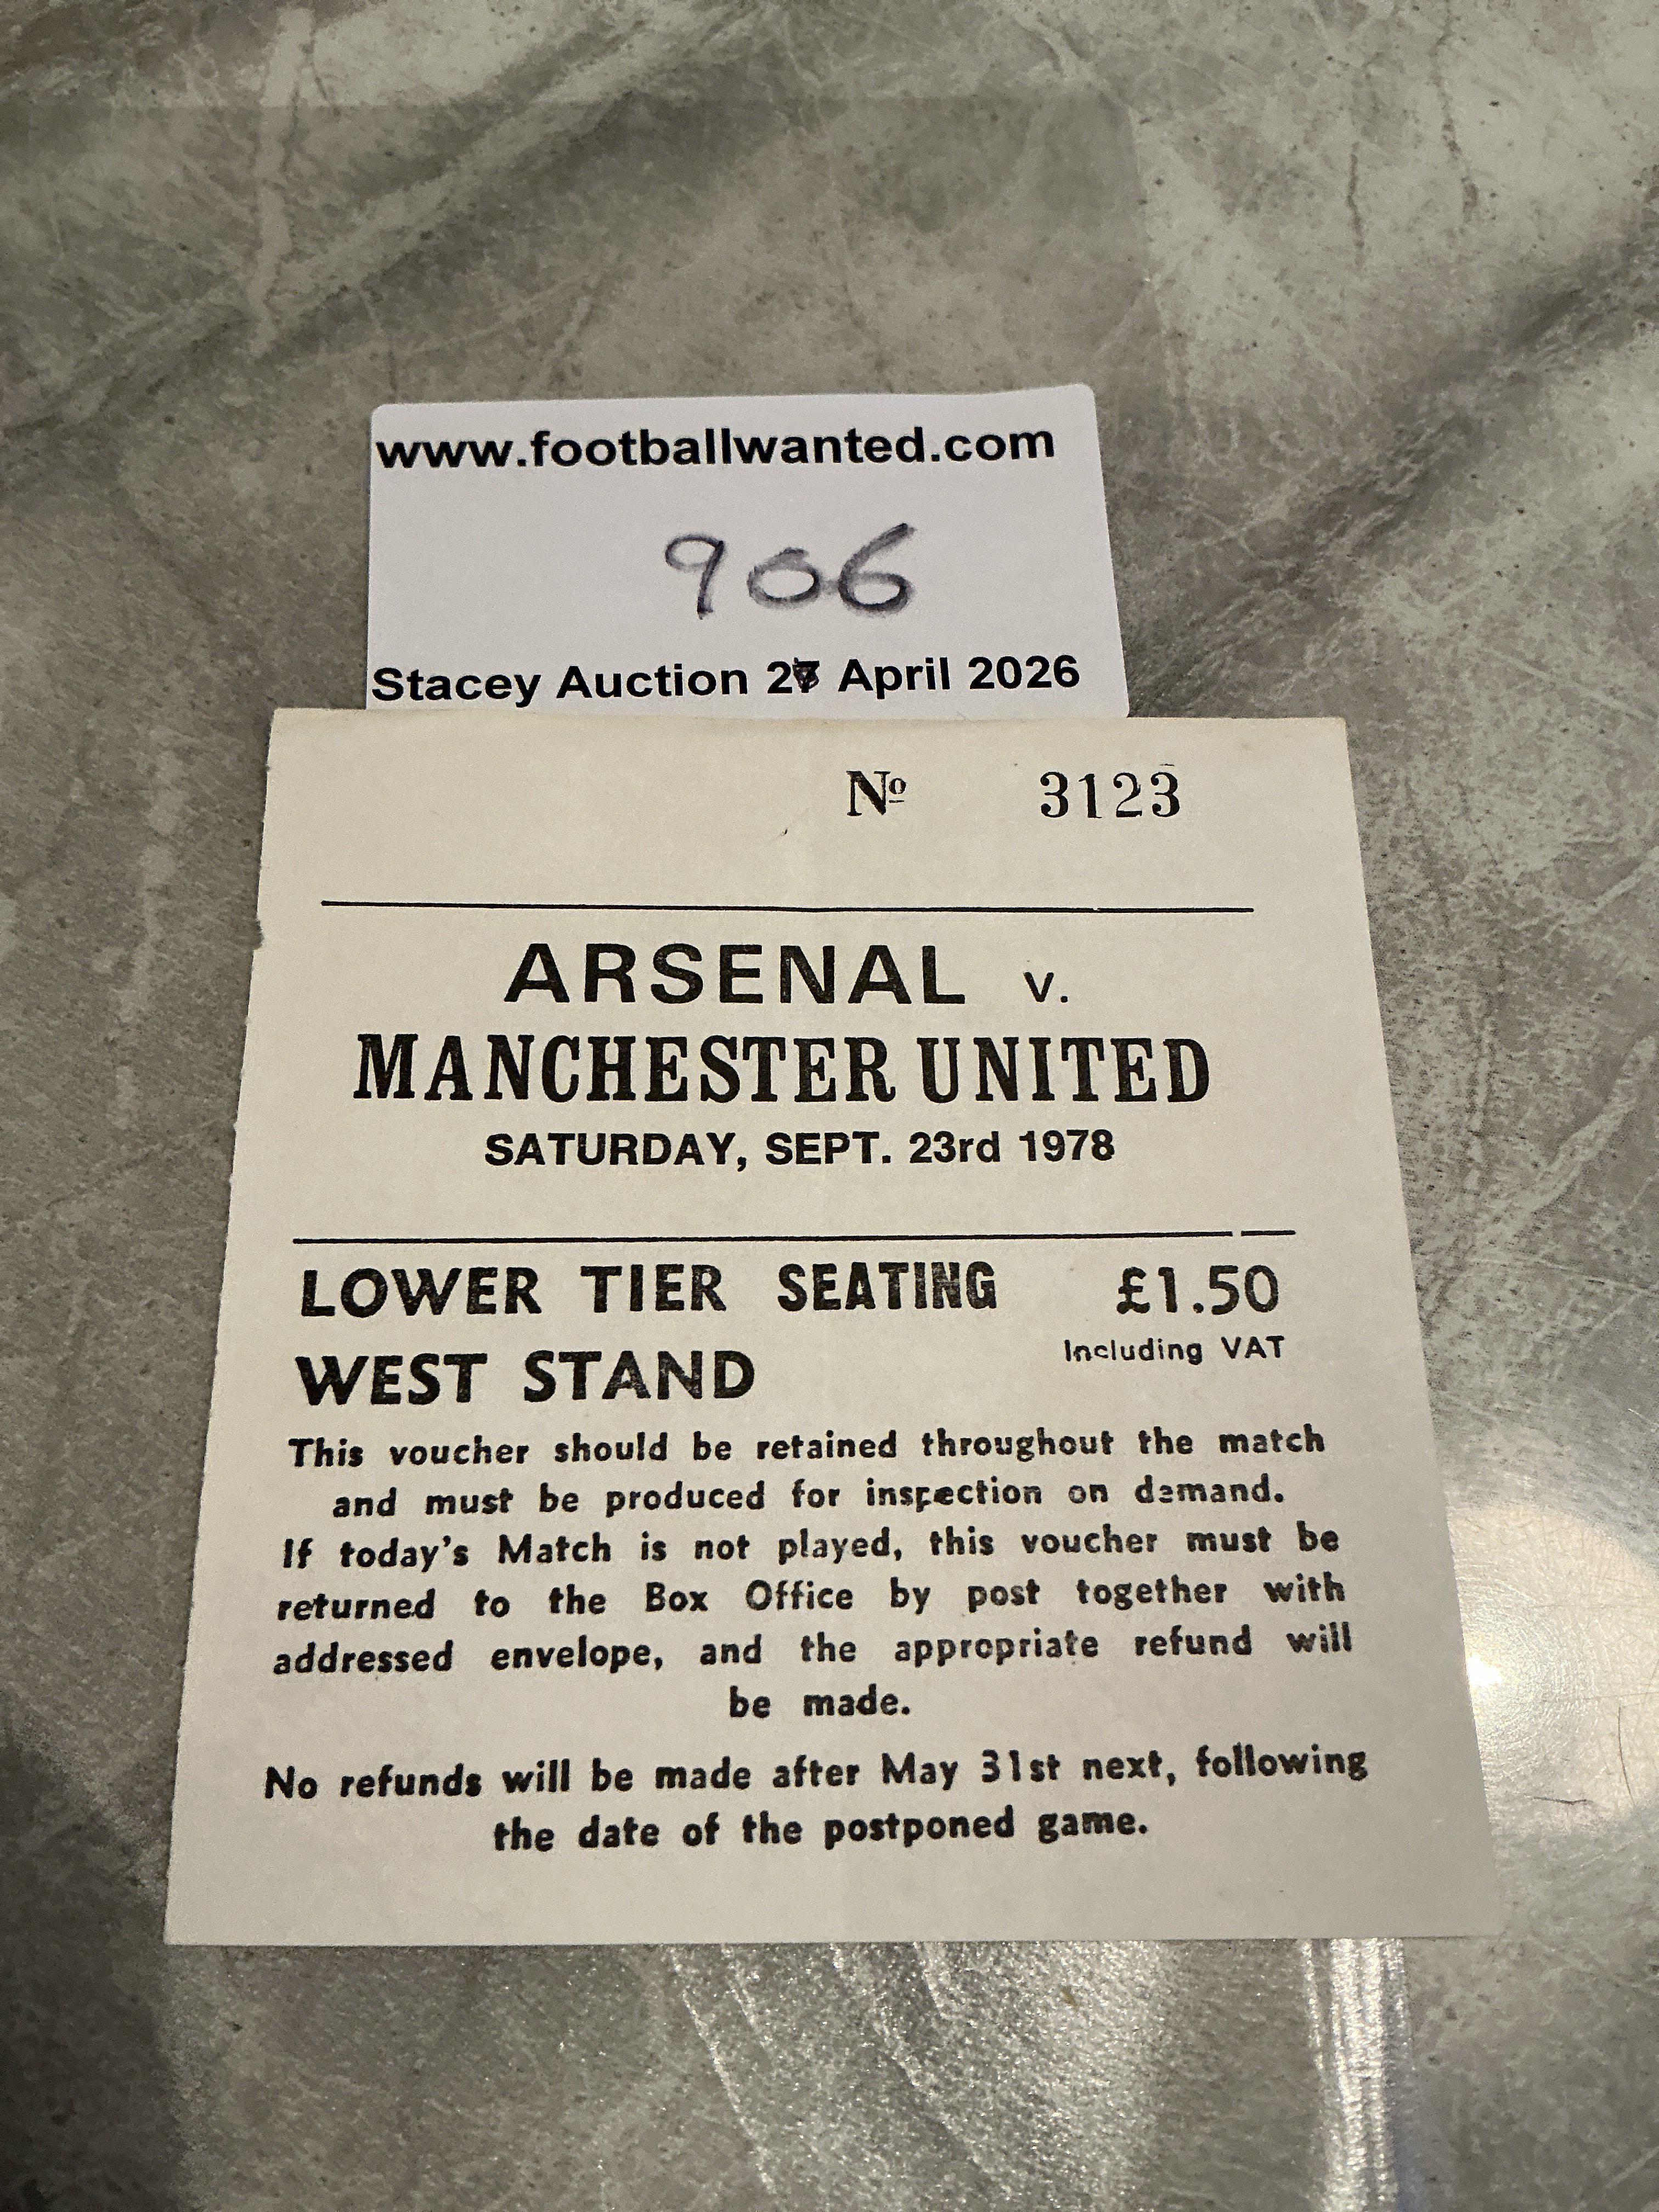 www.footballwanted.com
906
Stacey Auction April 2026
Nº 3123
ARSENAL v.
MANCHESTER UNITED
SATURDAY, SEPT. 23rd 1978
LOWER TIER SEATING £1.50
Including VAT
WEST STAND
This voucher should be retained throughout the match
and must be produced for inspection on demand.
If today's Match is not played, this voucher must be
returned to the Box Office by post together with
addressed envelope, and the appropriate refund will
be made.
No refunds will be made after May 31st next, following
the date of the postponed game.